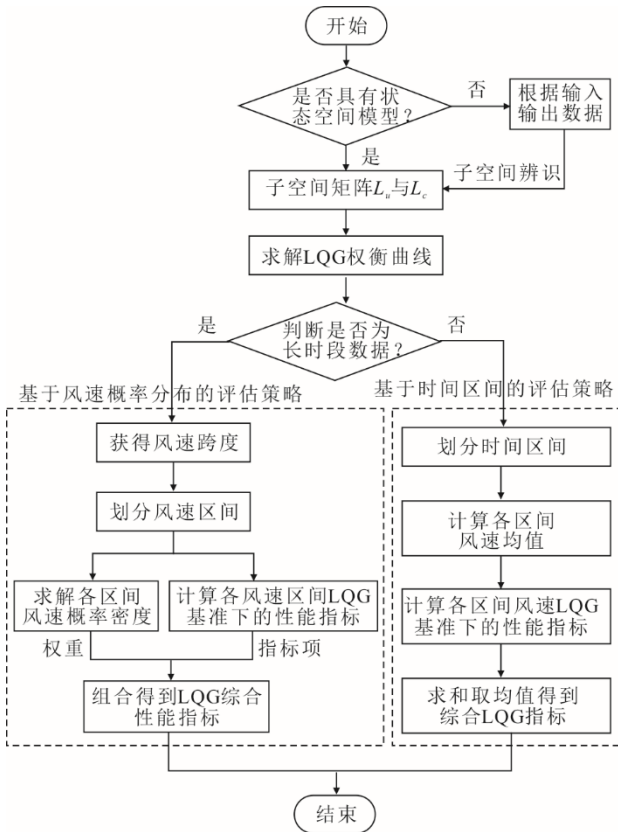 开始
是否具有状
态空间模型?
否
根据输入
输出数据
是
子空间辨识
子空间矩阵Lu与Lc
求解LQG权衡曲线
是
判断是否为
长时段数据?
否
基于风速概率分布的评估策略
基于时间区间的评估策略
获得风速跨度
划分风速区间
求解各区间
风速概率密度
计算各风速区间LQG
基准下的性能指标
权重
指标项
组合得到LQG综合
性能指标
划分时间区间
计算各区间
风速均值
计算各区间风速LQG
基准下的性能指标
求和取均值得到
综合LQG指标
结束